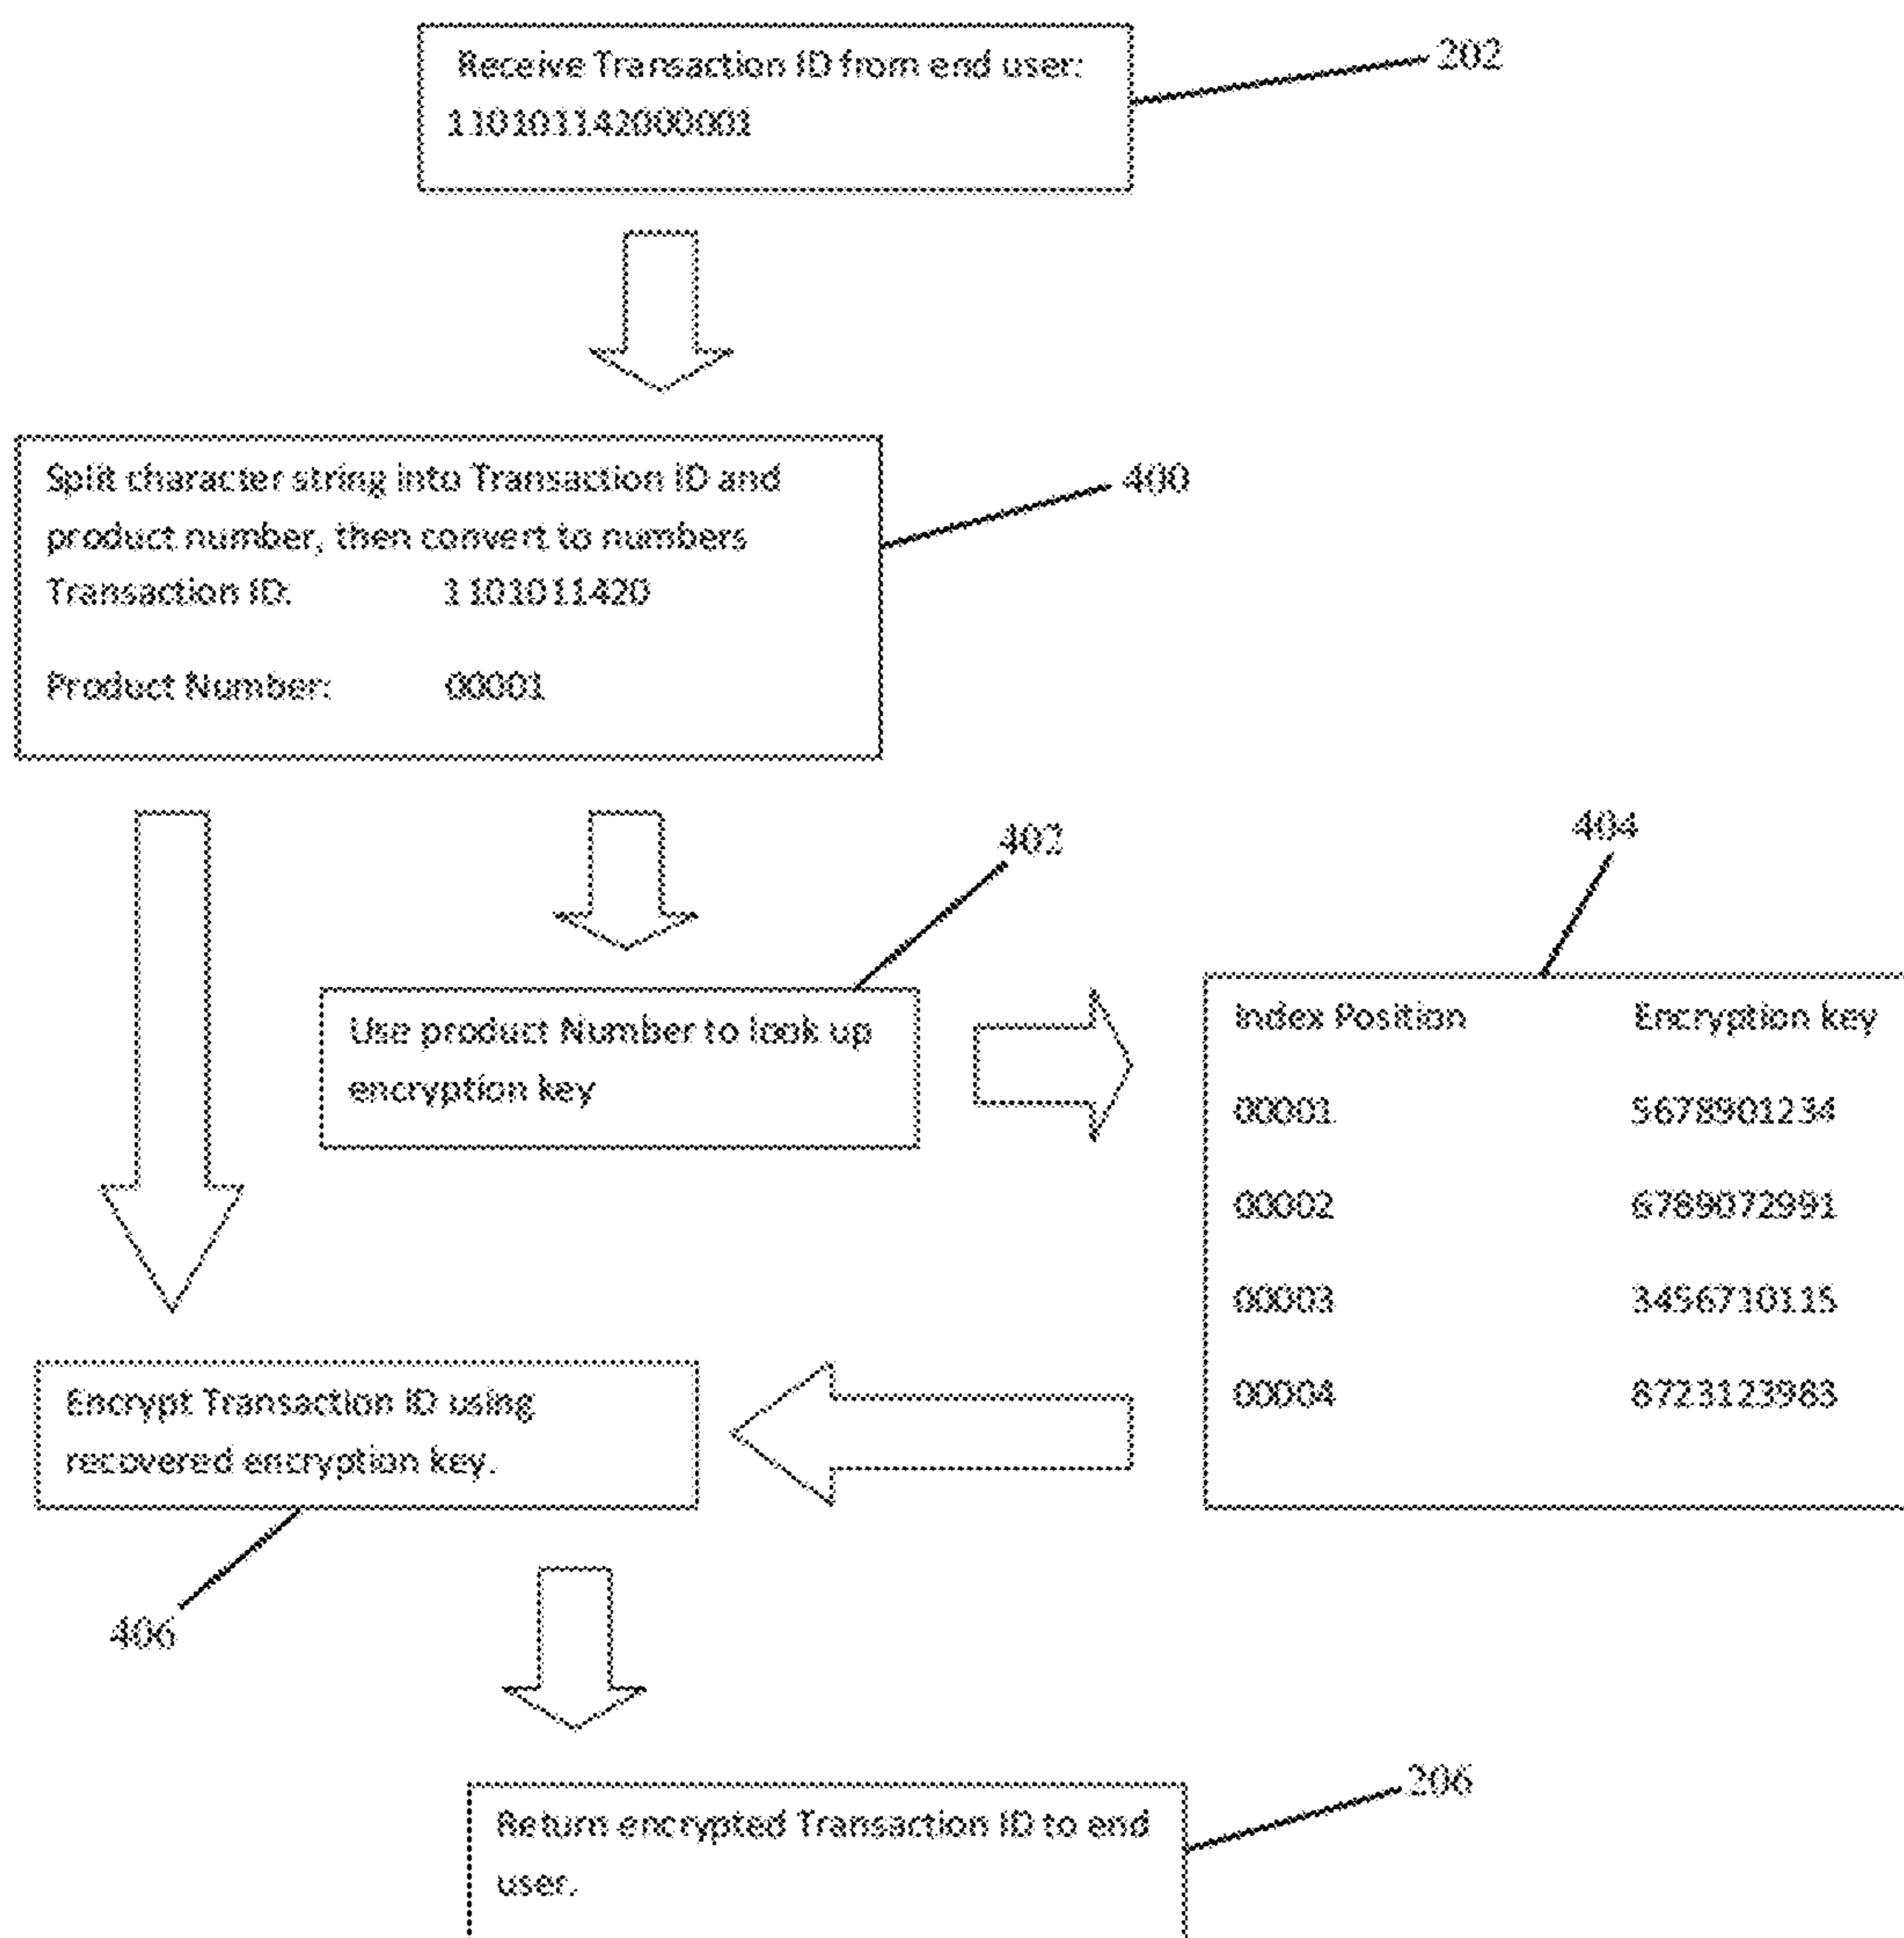 Receive Transaction ID from end user:
202
110101142000001
Split character string into Transaction ID and
400
product number, then convert to numbers
Transaction ID: 1101011420
Product Number: 00001
402
404
Use product Number to look up
encryption key
Index Position Encryption key
00001 5678901234
00002 6789072991
00003 3456710115
00004 8723123983
Encrypt Transaction ID using
recovered encryption key.
406
206
Return encrypted Transaction ID to end
user.